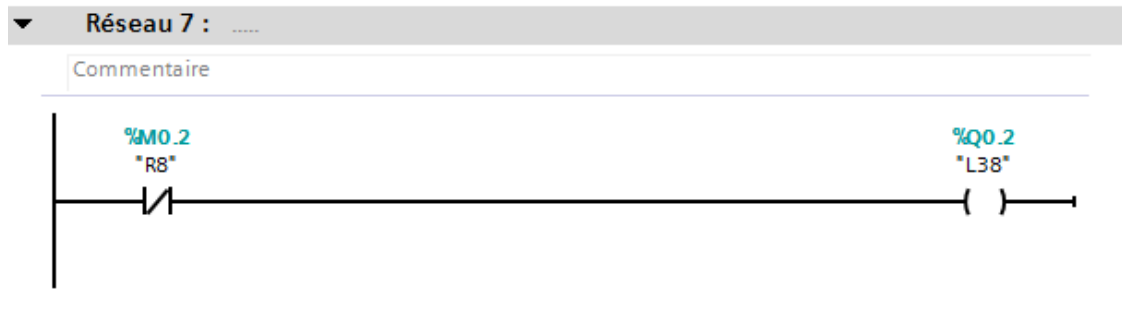 Réseau 7 : .....
Commentaire
%M0.2 %Q0.2
"R8" "L38"